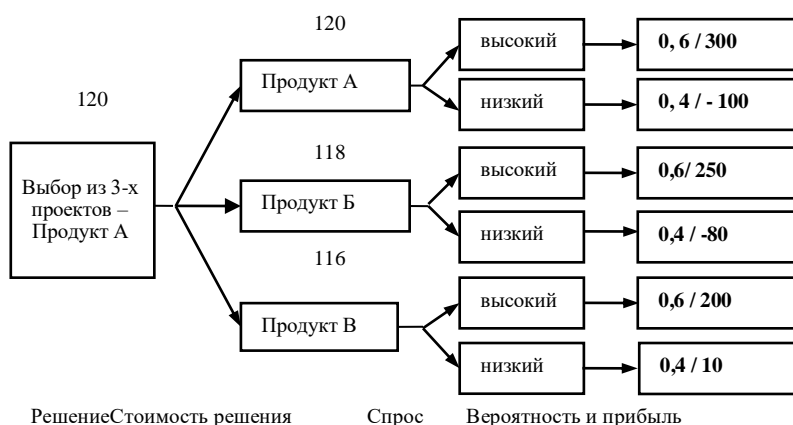 120
высокий
0, 6 / 300
Продукт А
120
низкий
0, 4 / - 100
118
высокий
0,6/ 250
Выбор из 3-х
проектов –
Продукт А
Продукт Б
низкий
0,4 / -80
116
высокий
0,6 / 200
Продукт В
низкий
0,4 / 10
РешениеСтоимость решения Спрос Вероятность и прибыль